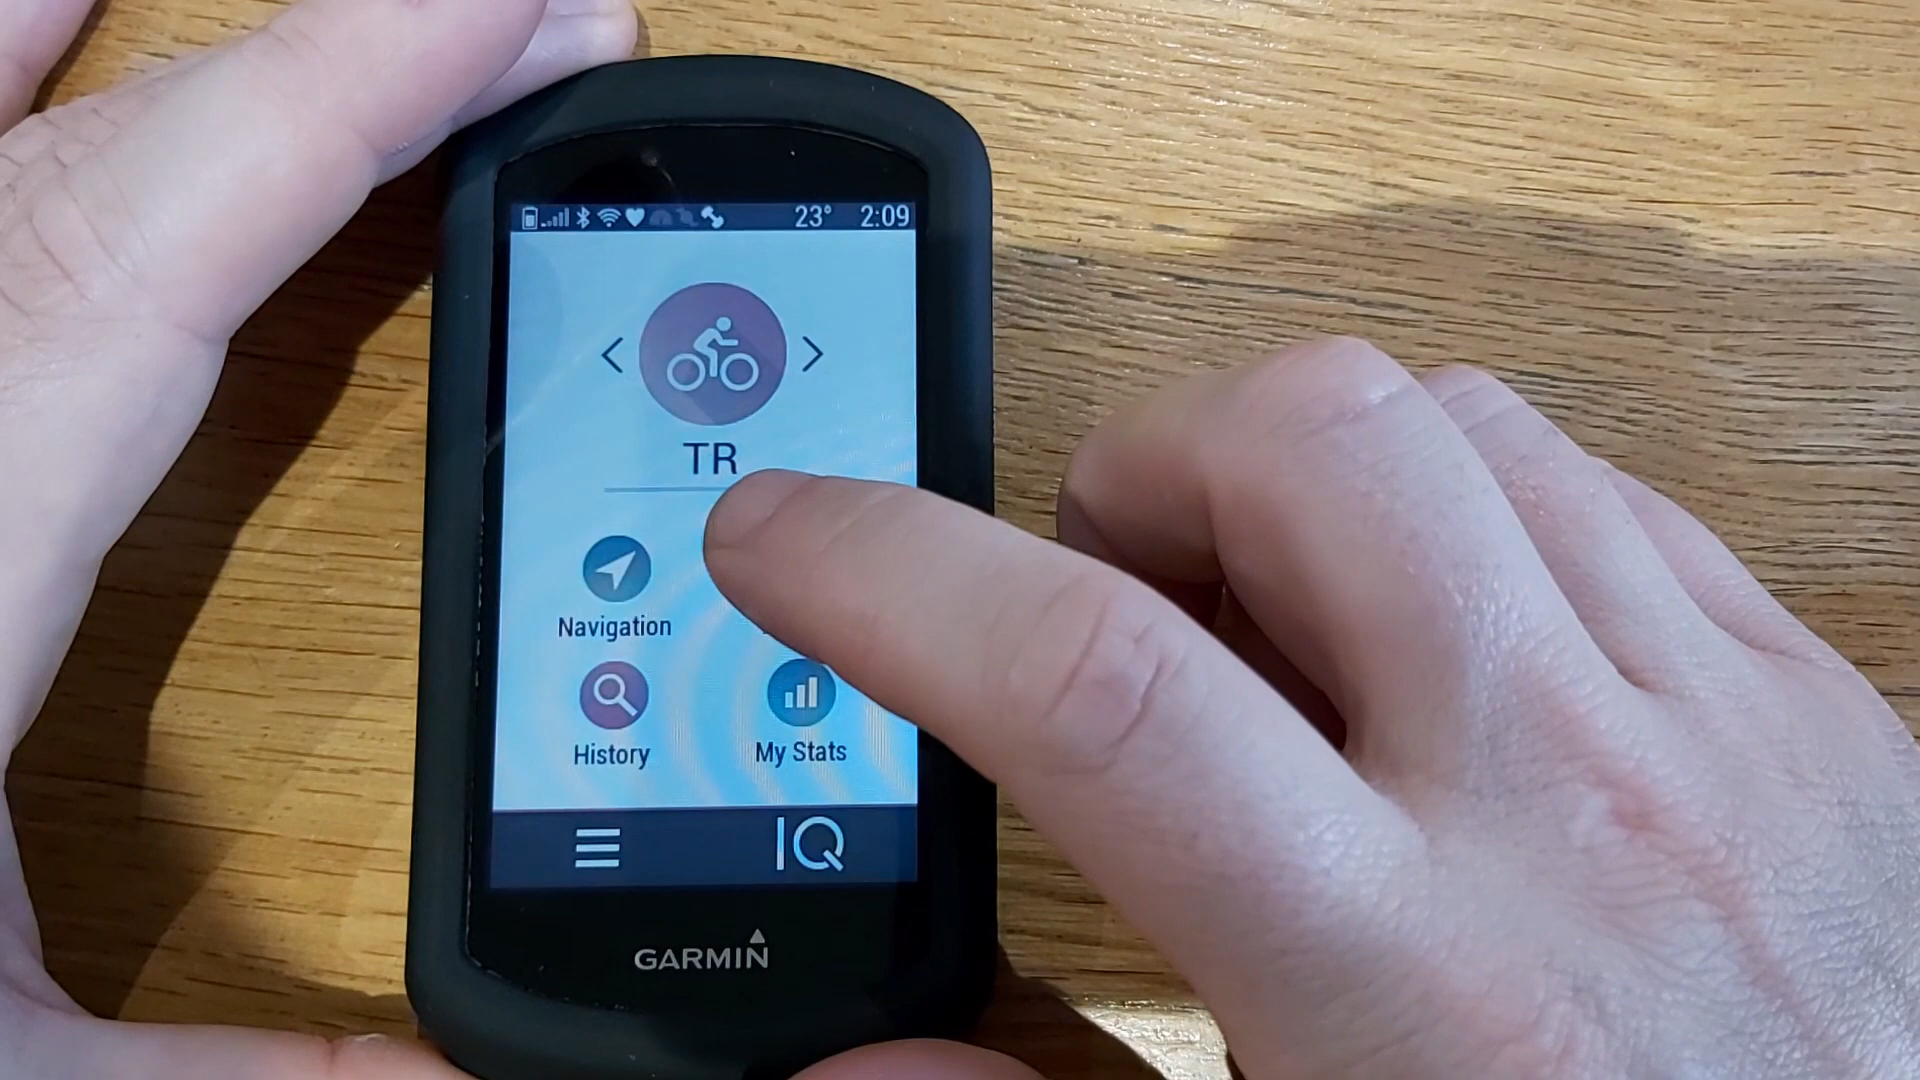 23° 2:09
TR
Navigation
History
My Stats
IQ
GARMIN